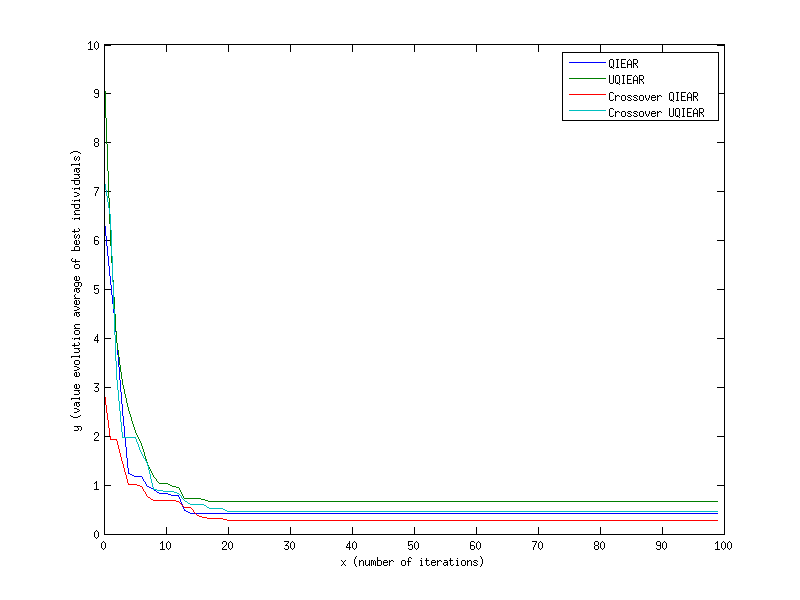 10
9
8
7
6
5
4
3
2
1
0
y (value evolution average of best individuals)
QIEAR
UQIEAR
Crossover QIEAR
Crossover UQIEAR
0 10 20 30 40 50 60 70 80 90 100
x (number of iterations)